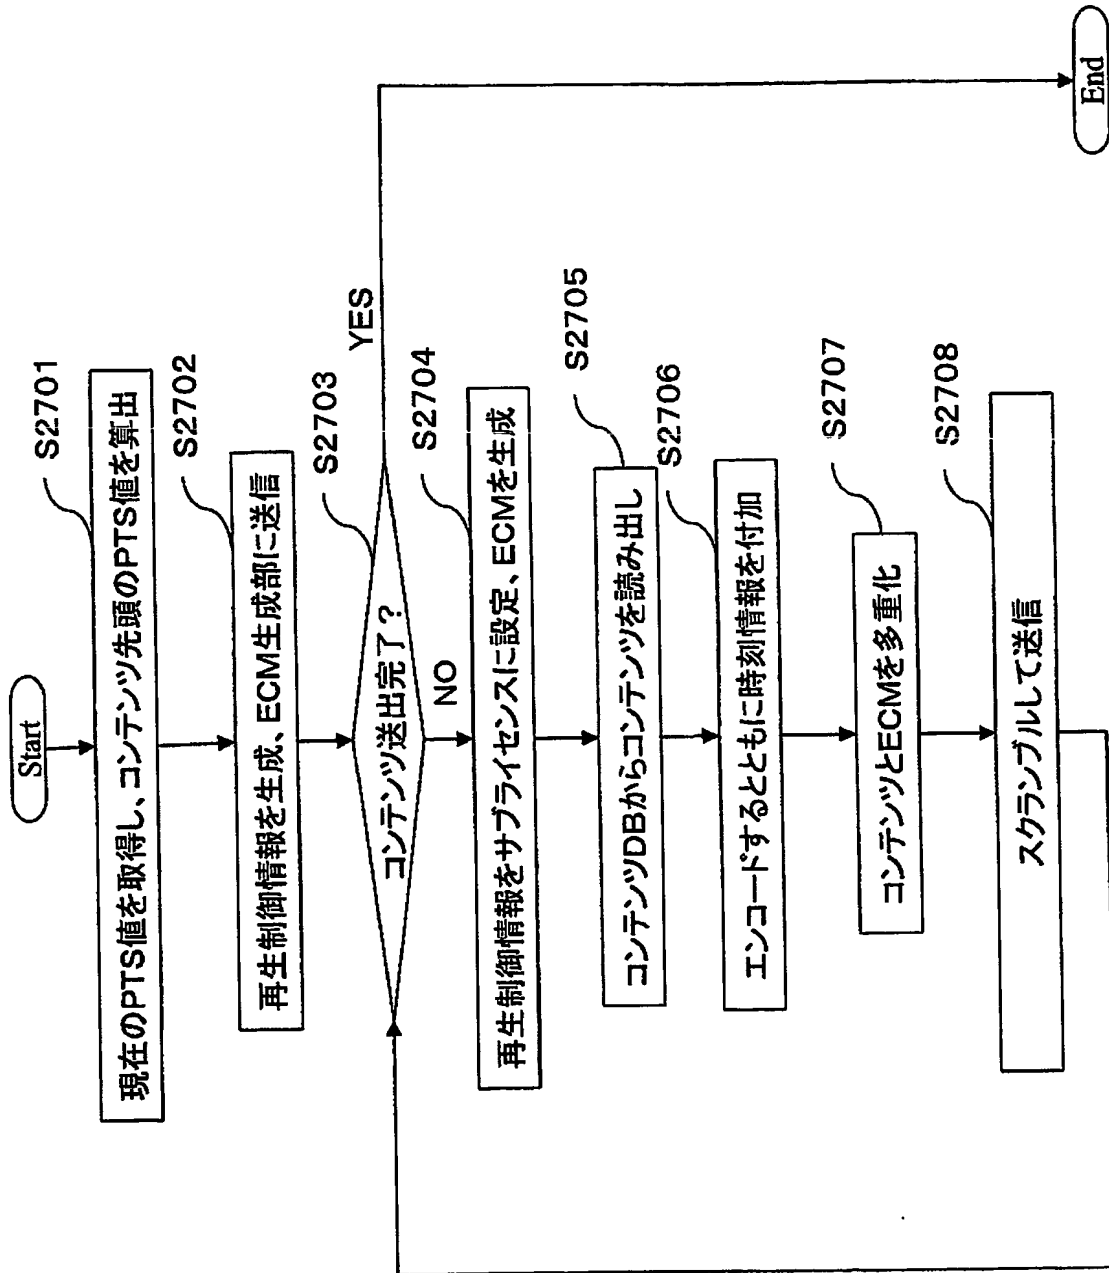 Start
S2701
現在のPTS値を取得し、コンテンツ先頭のPTS値を算出
S2702
再生制御情報を生成、ECM生成部に送信
S2703
コンテンツ送出完了？
YES
NO
S2704
再生制御情報をサブライセンスに設定、ECMを生成
S2705
コンテンツDBからコンテンツを読み出し
S2706
エンコードするとともに時刻情報を付加
S2707
コンテンツとECMを多重化
S2708
スクランブルして送信
End